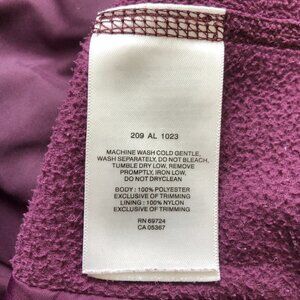 209 AL 1023
MACHINE WASH COLD GENTLE,
WASH SEPARATELY, DO NOT BLEACH,
TUMBLE DRY LOW, REMOVE
PROMPTLY, IRON LOW,
DO NOT DRYCLEAN
BODY : 100% POLYESTER
EXCLUSIVE OF TRIMMING
LINING : 100% NYLON
EXCLUSIVE OF TRIMMING
RN 69724
CA 05367